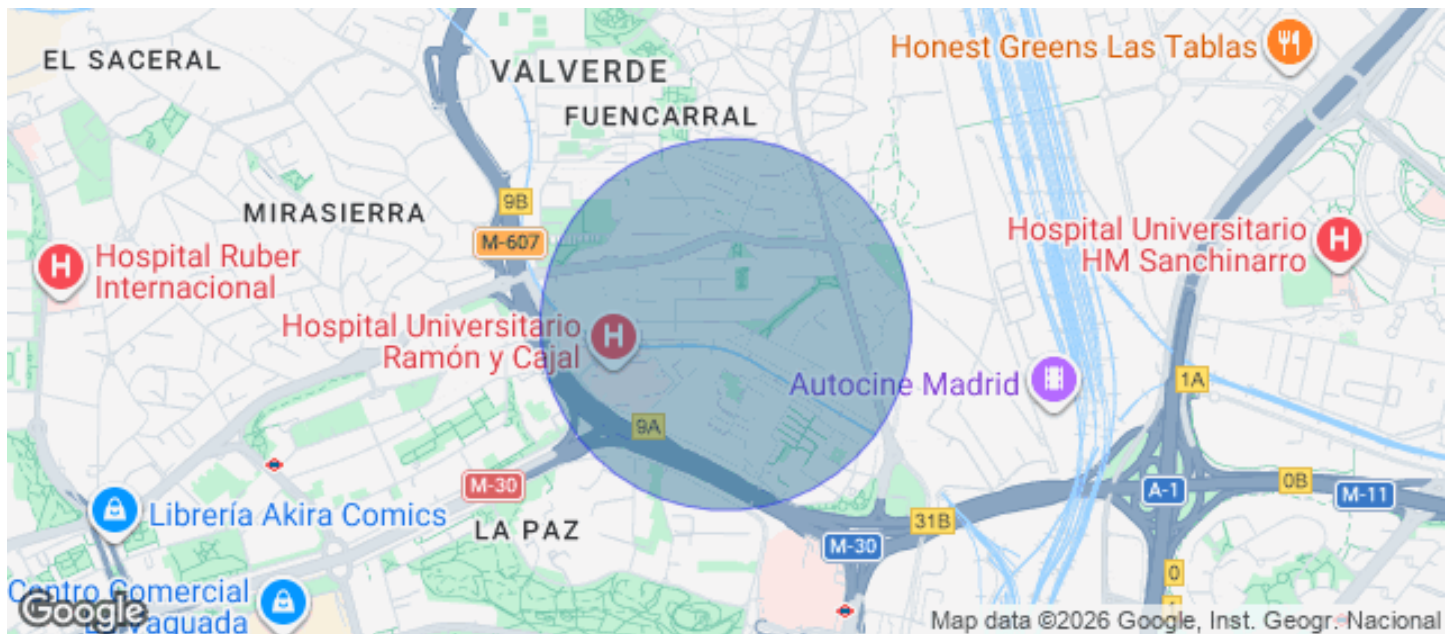 Honest Greens Las Tablas
EL SACERAL
VALVERDE
FUENCARRAL
9B
MIRASIERRA
M-607
Hospital Ruber
Internacional
Hospital Universitario
HM Sanchinarro
H
H
Hospital Universitario
Ramón y Cajal
H
Autocine Madrid
1A
9A
M-30
A-1
0B
M-11
Librería Akira Comics
LA PAZ
31B
M-30
0
Centro Comercial
Google
Map data ©2026 Google, Inst. Geogr. Nacional